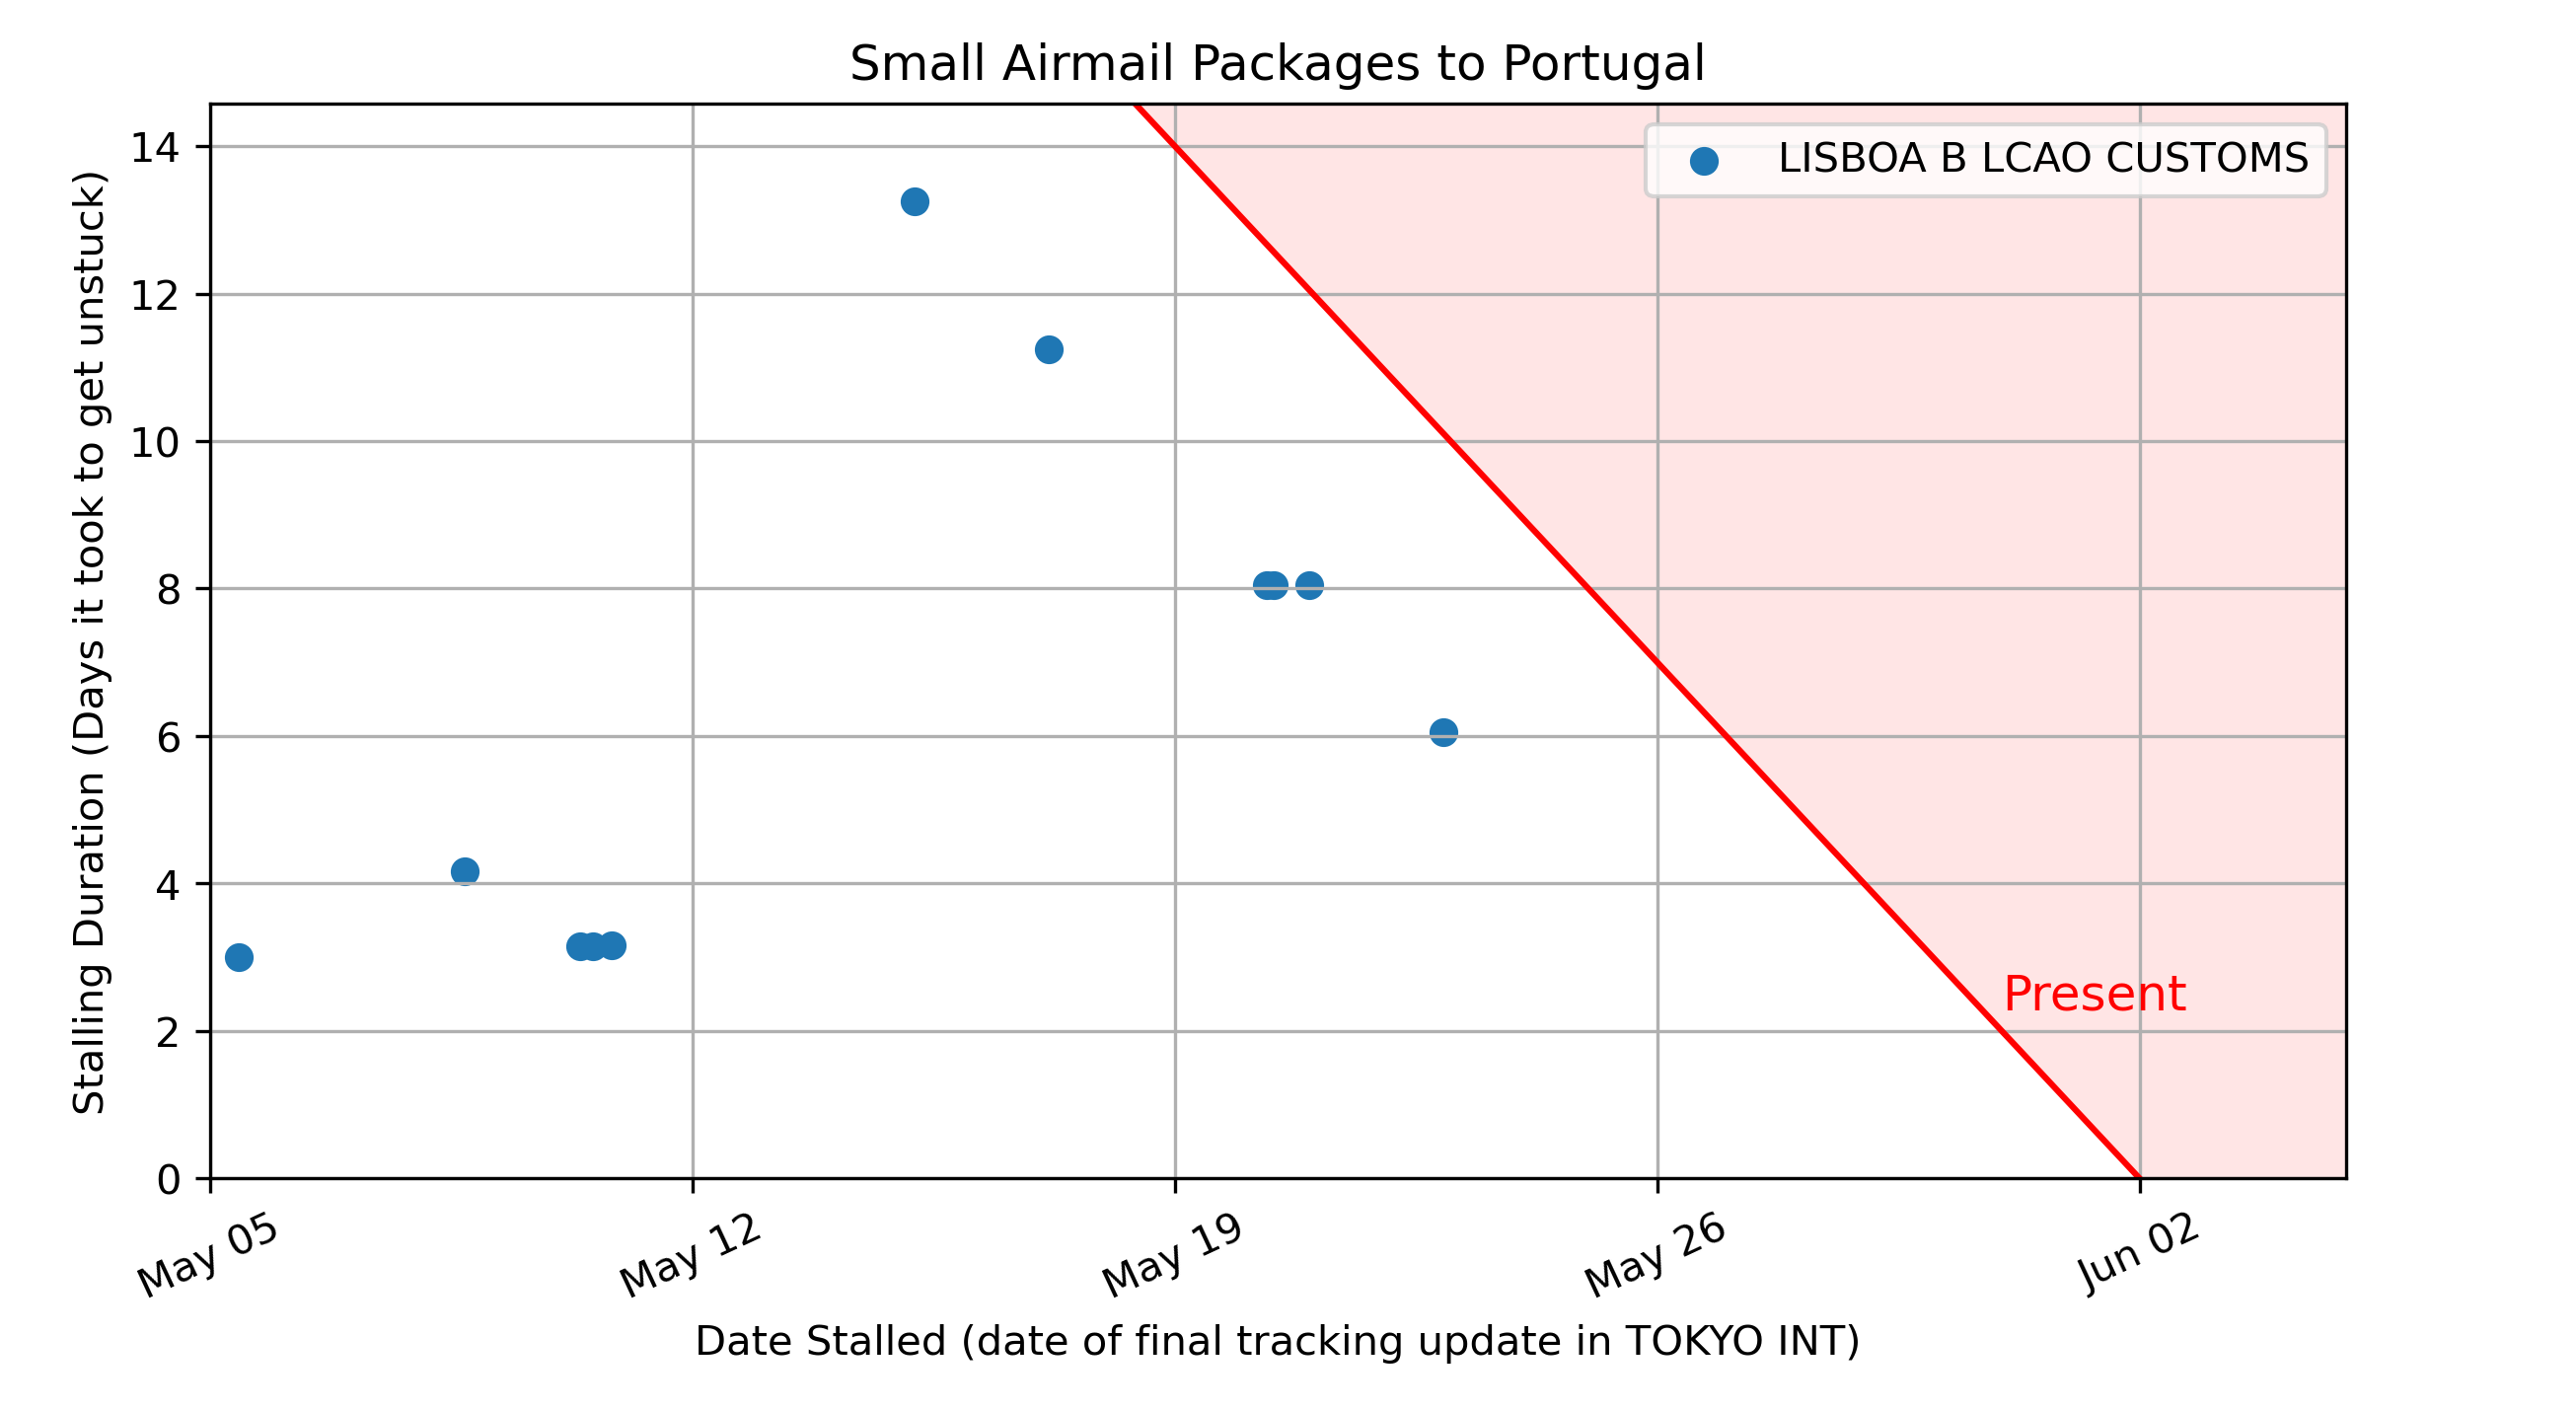 Small Airmail Packages to Portugal
LISBOA B LCAO CUSTOMS
Stalling Duration (Days it took to get unstuck)
14
12
10
8
6
4
2
0
Present
May 05
May 12
May 19
May 26
Jun 02
Date Stalled (date of final tracking update in TOKYO INT)